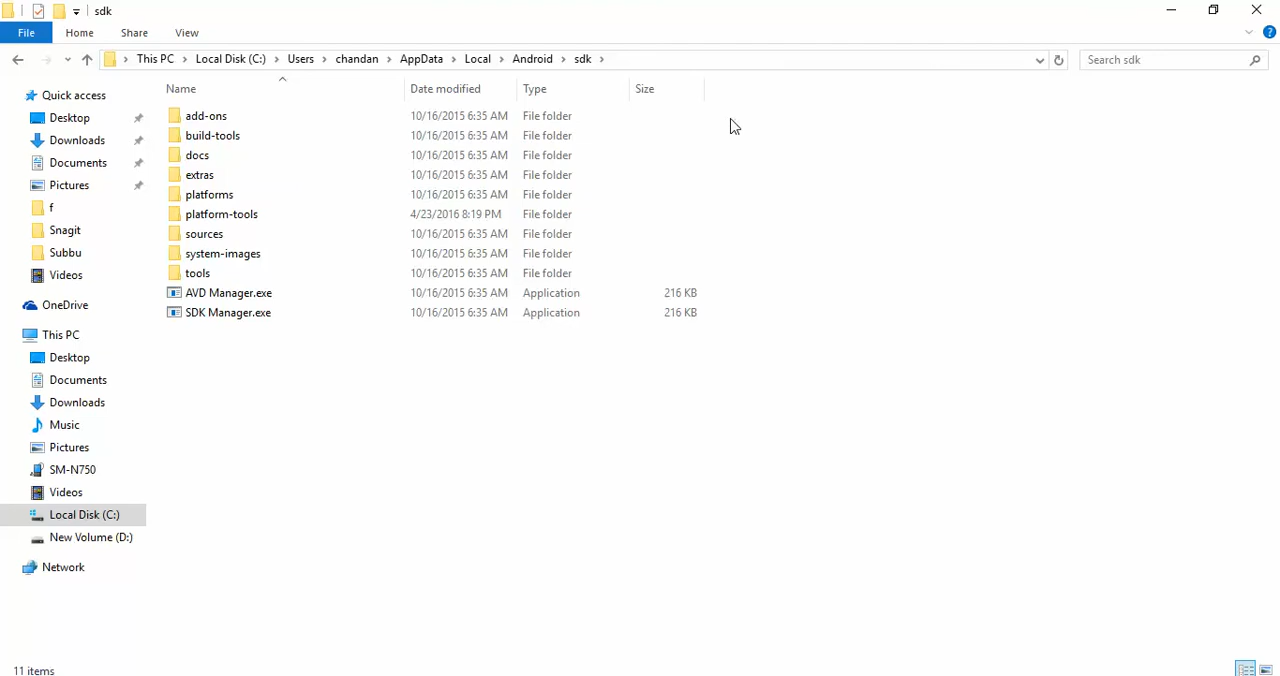 sdk
File Home Share View
This PC Local Disk (C:) Users chandan AppData Local Android sdk
Search sdk
Quick access
Desktop
Downloads
Documents
Pictures
f
Snagit
Subbu
Videos
OneDrive
This PC
Desktop
Documents
Downloads
Music
Pictures
SM-N750
Videos
Local Disk (C:)
New Volume (D:)
Network
Name Date modified Type Size
add-ons 10/16/2015 6:35 AM File folder
build-tools 10/16/2015 6:35 AM File folder
docs 10/16/2015 6:35 AM File folder
extras 10/16/2015 6:35 AM File folder
platforms 10/16/2015 6:35 AM File folder
platform-tools 4/23/2016 8:19 PM File folder
sources 10/16/2015 6:35 AM File folder
system-images 10/16/2015 6:35 AM File folder
tools 10/16/2015 6:35 AM File folder
AVD Manager.exe 10/16/2015 6:35 AM Application 216 KB
SDK Manager.exe 10/16/2015 6:35 AM Application 216 KB
11 items